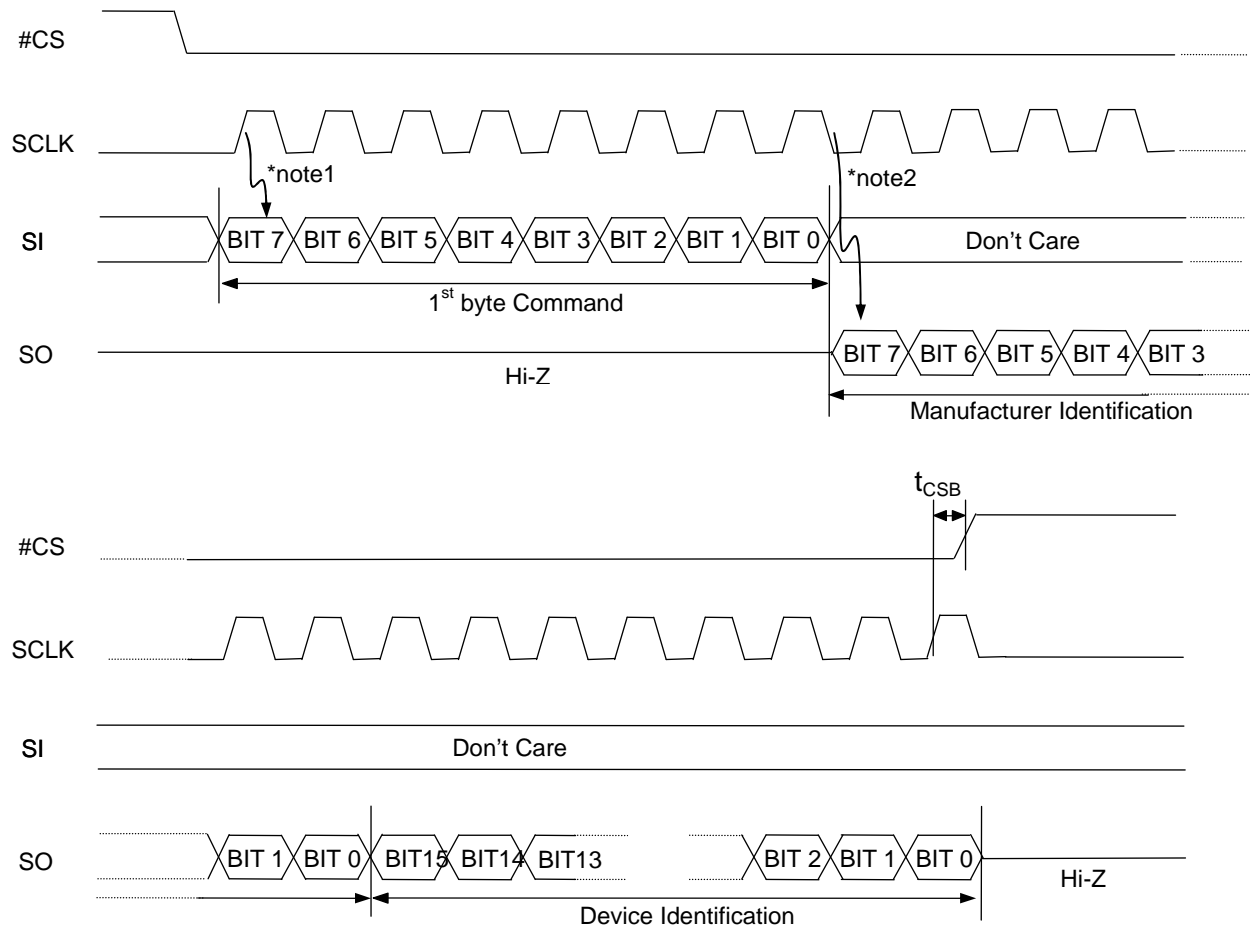 #CS
SCLK
*note1
*note2
SI
BIT 7 BIT 6 BIT 5 BIT 4 BIT 3 BIT 2 BIT 1 BIT 0 Don't Care
1st byte Command
SO
BIT 7 BIT 6 BIT 5 BIT 4 BIT 3
Hi-Z
Manufacturer Identification
tCSB
#CS
SCLK
SI
Don't Care
SO
BIT 1 BIT 0 BIT15 BIT14 BIT13 BIT 2 BIT 1 BIT 0
Hi-Z
Device Identification